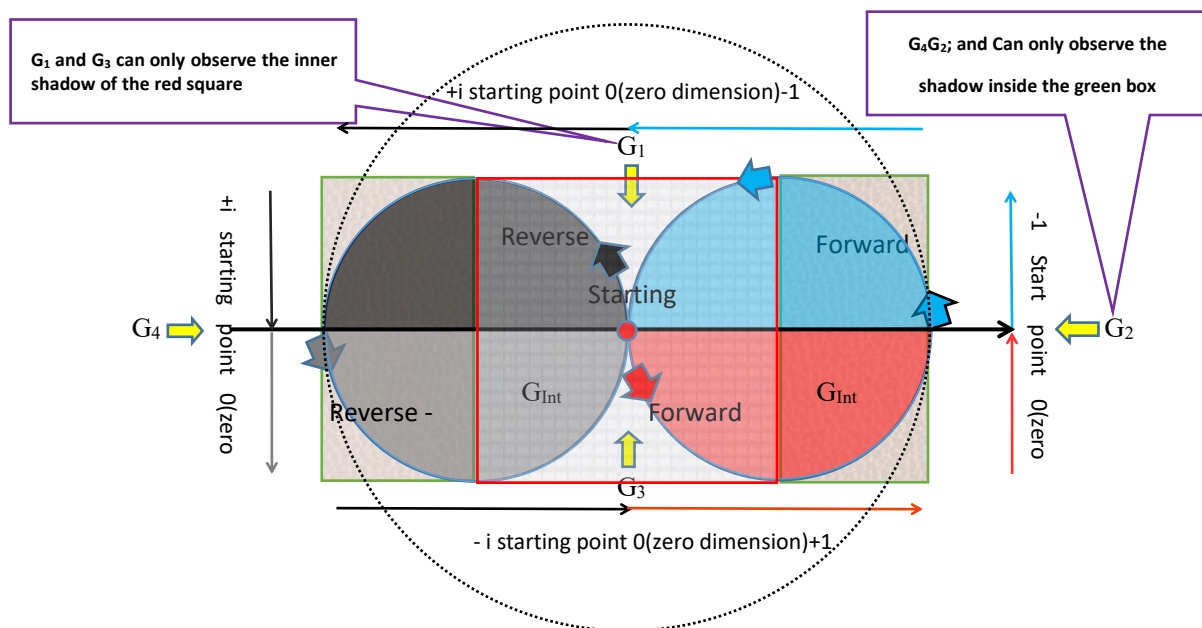 G₁ and G₃ can only observe the inner
shadow of the red square
G₄G₂; and Can only observe the
shadow inside the green box
+i starting point 0(zero dimension)-1
G₁
±i starting point 0(zero
Reverse
Forward
-1 Start point 0(zero
Starting
G₄
G₂
Reverse -
G_Int
Forward
G_Int
G₃
- i starting point 0(zero dimension)+1